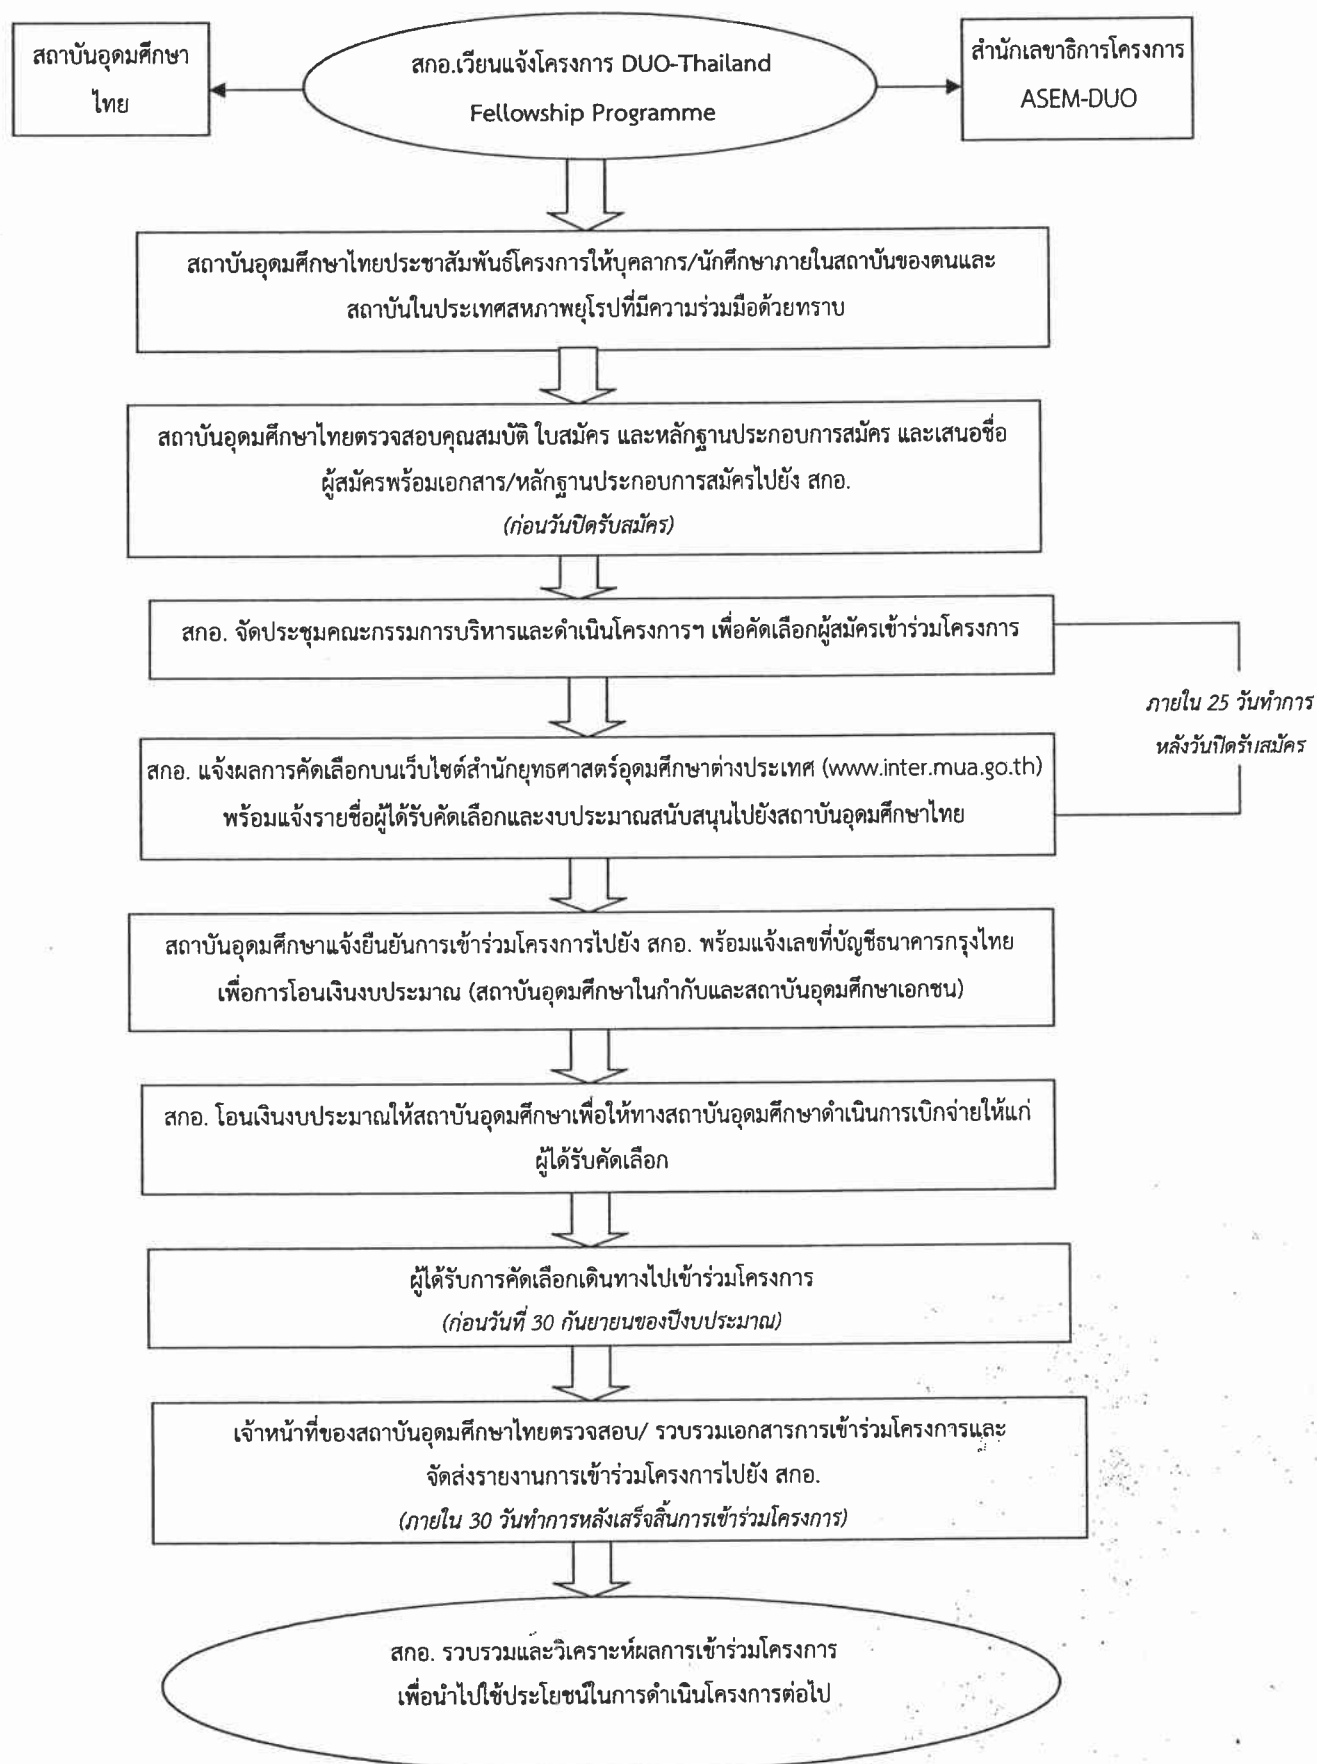 สถาบันอุดมศึกษา
ไทย
สกอ.เวียนแจ้งโครงการ DUO-Thailand
Fellowship Programme
สำนักเลขาธิการโครงการ
ASEM-DUO
สถาบันอุดมศึกษาไทยประชาสัมพันธ์โครงการให้บุคลากร/นักศึกษาภายในสถาบันของตนและ
สถาบันในประเทศสหภาพยุโรปที่มีความร่วมมือด้วยทราบ
สถาบันอุดมศึกษาไทยตรวจสอบคุณสมบัติ ใบสมัคร และหลักฐานประกอบการสมัคร และเสนอชื่อ
ผู้สมัครพร้อมเอกสาร/หลักฐานประกอบการสมัครไปยัง สกอ.
(ก่อนวันปิดรับสมัคร)
สกอ. จัดประชุมคณะกรรมการบริหารและดำเนินโครงการฯ เพื่อคัดเลือกผู้สมัครเข้าร่วมโครงการ
ภายใน 25 วันทำการ
หลังวันปิดรับสมัคร
สกอ. แจ้งผลการคัดเลือกบนเว็บไซต์สำนักยุทธศาสตร์อุดมศึกษาต่างประเทศ (www.inter.mua.go.th)
พร้อมแจ้งรายชื่อผู้ได้รับคัดเลือกและงบประมาณสนับสนุนไปยังสถาบันอุดมศึกษาไทย
สถาบันอุดมศึกษาแจ้งยืนยันการเข้าร่วมโครงการไปยัง สกอ. พร้อมแจ้งเลขที่บัญชีธนาคารกรุงไทย
เพื่อการโอนเงินงบประมาณ (สถาบันอุดมศึกษาในกำกับและสถาบันอุดมศึกษาเอกชน)
สกอ. โอนเงินงบประมาณให้สถาบันอุดมศึกษาเพื่อให้ทางสถาบันอุดมศึกษาดำเนินการเบิกจ่ายให้แก่
ผู้ได้รับคัดเลือก
ผู้ได้รับการคัดเลือกเดินทางไปเข้าร่วมโครงการ
(ก่อนวันที่ 30 กันยายนของปีงบประมาณ)
เจ้าหน้าที่ของสถาบันอุดมศึกษาไทยตรวจสอบ/ รวบรวมเอกสารการเข้าร่วมโครงการและ
จัดส่งรายงานการเข้าร่วมโครงการไปยัง สกอ.
(ภายใน 30 วันทำการหลังเสร็จสิ้นการเข้าร่วมโครงการ)
สกอ. รวบรวมและวิเคราะห์ผลการเข้าร่วมโครงการ
เพื่อนำไปใช้ประโยชน์ในการดำเนินโครงการต่อไป